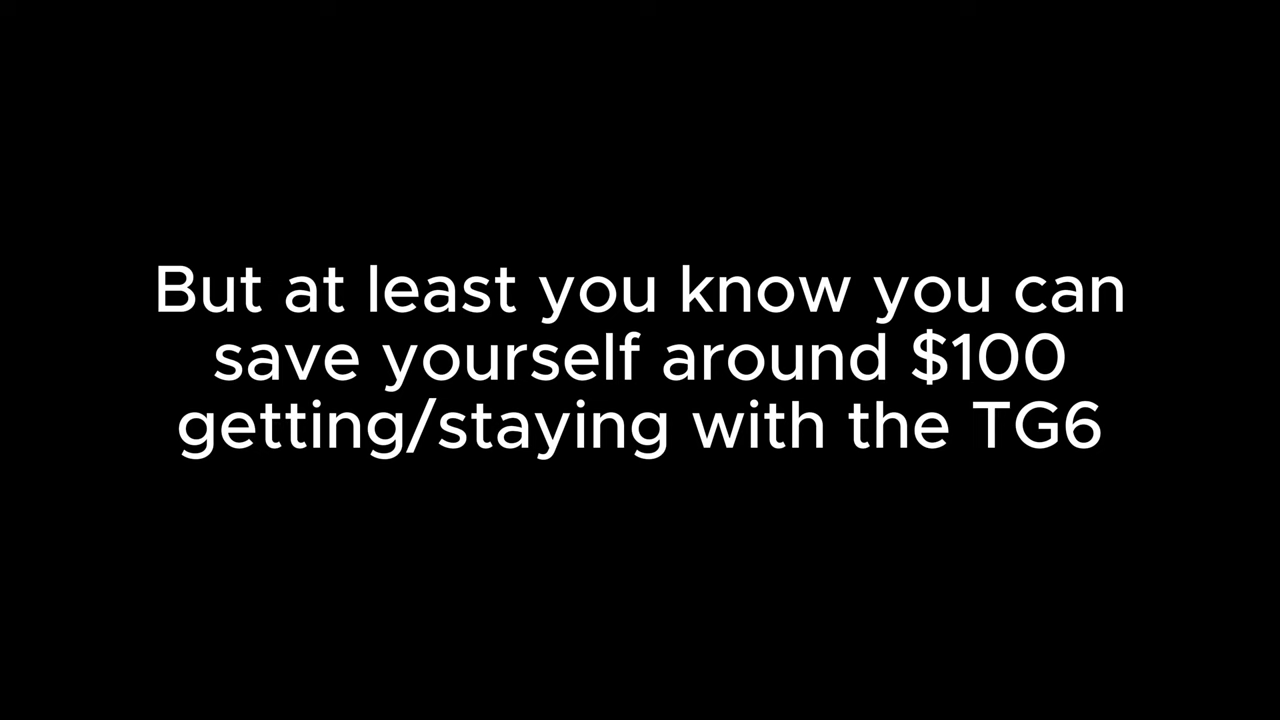 But at least you know you can
save yourself around $100
getting/staying with the TG6